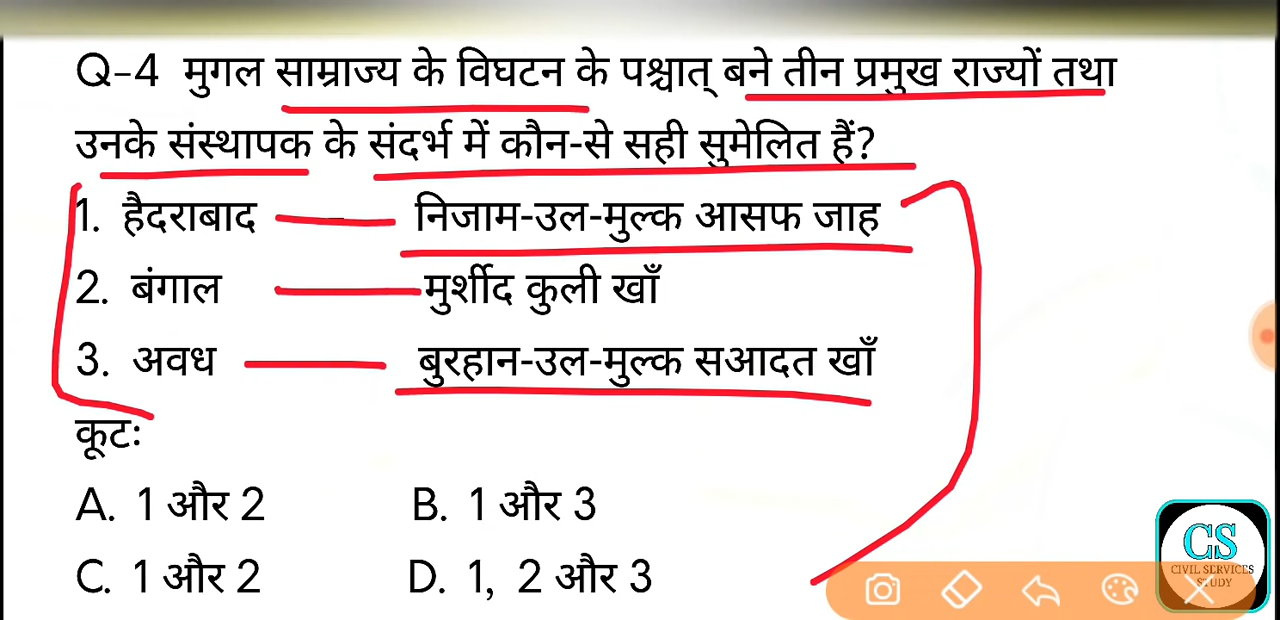 Q-4 मुगल साम्राज्य के विघटन के पश्चात् बने तीन प्रमुख राज्यों तथा
उनके संस्थापक के संदर्भ में कौन-से सही सुमेलित हैं?
1. हैदराबाद निजाम-उल-मुल्क आसफ जाह
2. बंगाल मुर्शीद कुली खाँ
3. अवध बुरहान-उल-मुल्क सआदत खाँ
कूटः
A. 1 और 2 B. 1 और 3
C. 1 और 2 D. 1, 2 और 3
CS
CIVIL SERVICES
STUDY